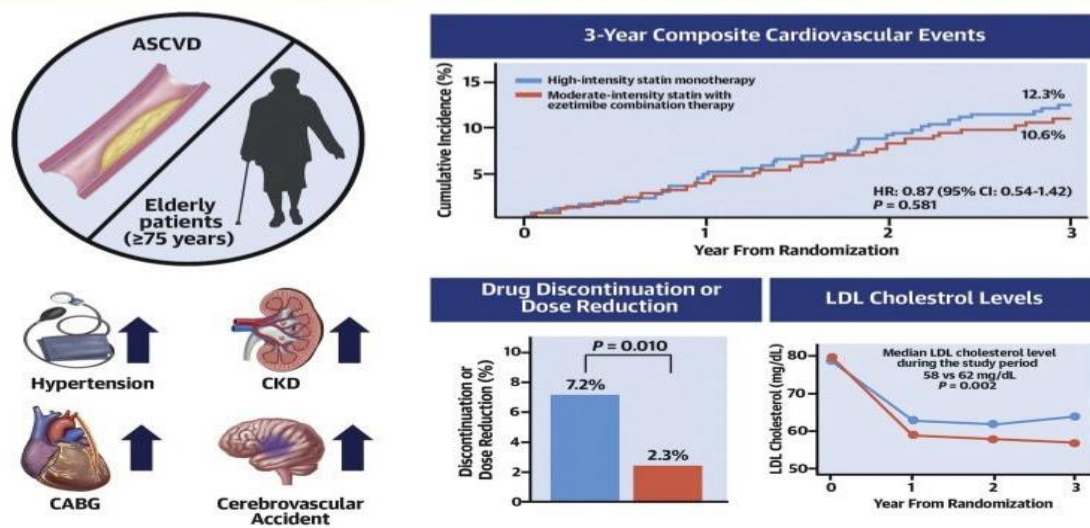 ASCVD
Elderly
patients
(≥75 years)
Hypertension
CKD
CABG
Cerebrovascular
Accident
3-Year Composite Cardiovascular Events
Cumulative Incidence (%)
15
10
5
High-intensity statin monotherapy
Moderate-intensity statin with
ezetimibe combination therapy
12.3%
10.6%
HR: 0.87 (95% CI: 0.54-1.42)
P = 0.581
0
1
2
3
Year From Randomization
Drug Discontinuation or
Dose Reduction
Discontinuation or
Dose Reduction (%)
10
8
6
4
2
0
P = 0.010
7.2%
2.3%
LDL Cholestrol Levels
LDL Cholesterol (mg/dL)
80
70
60
50
Median LDL cholesterol level
during the study period
58 vs 62 mg/dL
P = 0.002
0
1
2
3
Year From Randomization